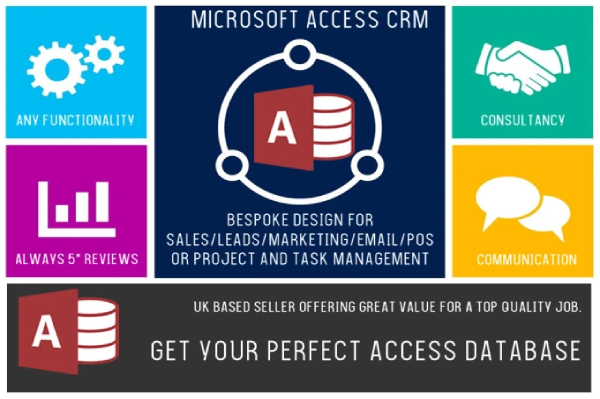 MICROSOFT ACCESS CRM
ANY FUNCTIONALITY
A
CONSULTANCY
ALWAYS 5* REVIEWS
BESPOKE DESIGN FOR
SALES/LEADS/MARKETING/EMAIL/POS
OR PROJECT AND TASK MANAGEMENT
COMMUNICATION
A
UK BASED SELLER OFFERING GREAT VALUE FOR A TOP QUALITY JOB.
GET YOUR PERFECT ACCESS DATABASE